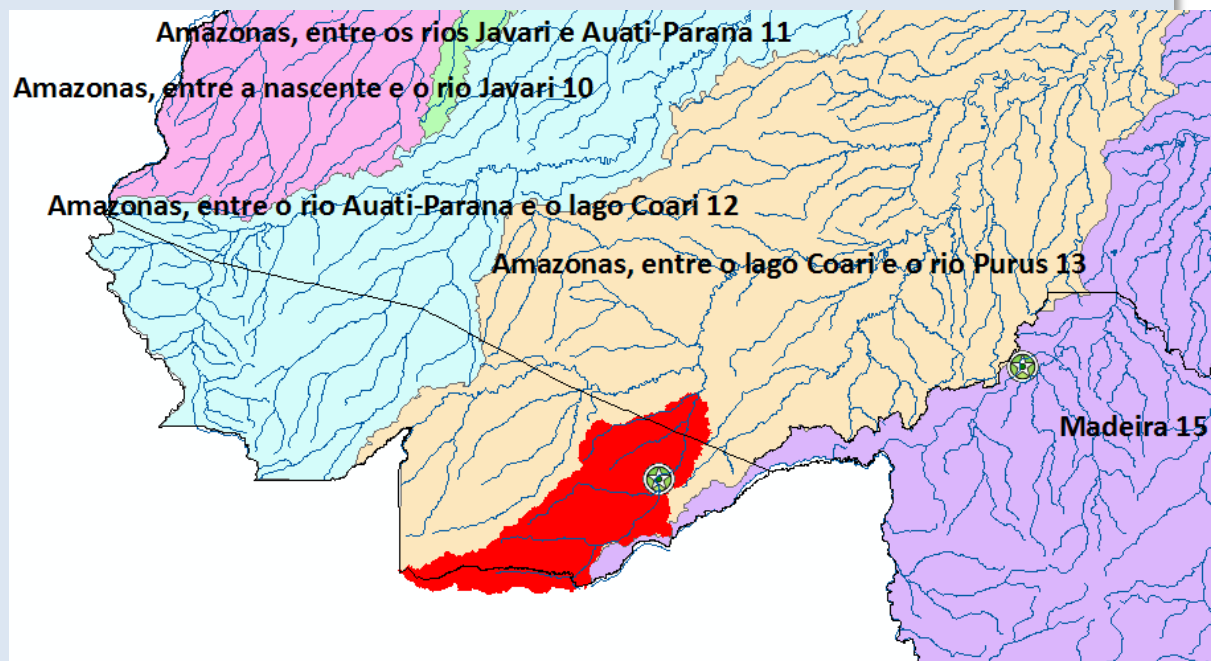 Amazonas, entre os rios Javari e Auati-Parana 11
Amazonas, entre a nascente e o rio Javari 10
Amazonas, entre o rio Auati-Parana e o lago Coari 12
Amazonas, entre o lago Coari e o rio Purus 13
Madeira 15